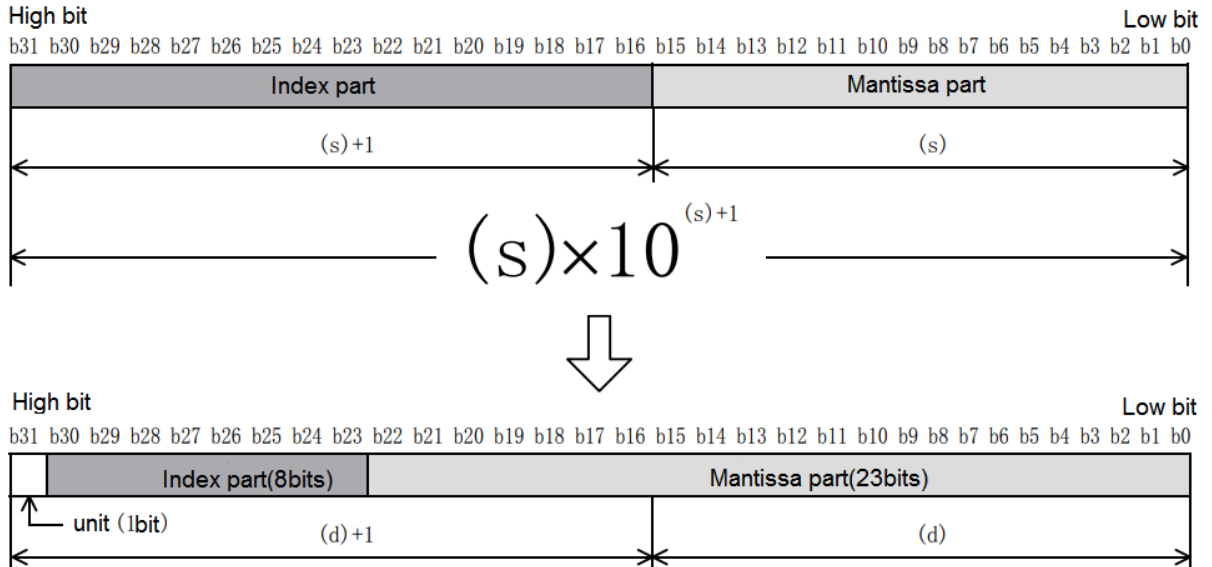 High bit Low bit
b31 b30 b29 b28 b27 b26 b25 b24 b23 b22 b21 b20 b19 b18 b17 b16 b15 b14 b13 b12 b11 b10 b9 b8 b7 b6 b5 b4 b3 b2 b1 b0
Index part Mantissa part
(s)+1 (s)
(s)×10^(s)+1
High bit Low bit
b31 b30 b29 b28 b27 b26 b25 b24 b23 b22 b21 b20 b19 b18 b17 b16 b15 b14 b13 b12 b11 b10 b9 b8 b7 b6 b5 b4 b3 b2 b1 b0
Index part(8bits) Mantissa part(23bits)
unit (1bit) (d)+1 (d)